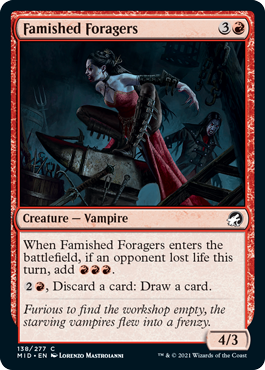 Famished Foragers 3
Creature — Vampire
When Famished Foragers enters the
battlefield, if an opponent lost life this
turn, add
2 , Discard a card: Draw a card.
Furious to find the workshop empty, the
starving vampires flew into a frenzy.
4/3
138/277 C
MID • EN LORENZO MASTROIANNI
™ & © 2021 Wizards of the Coast